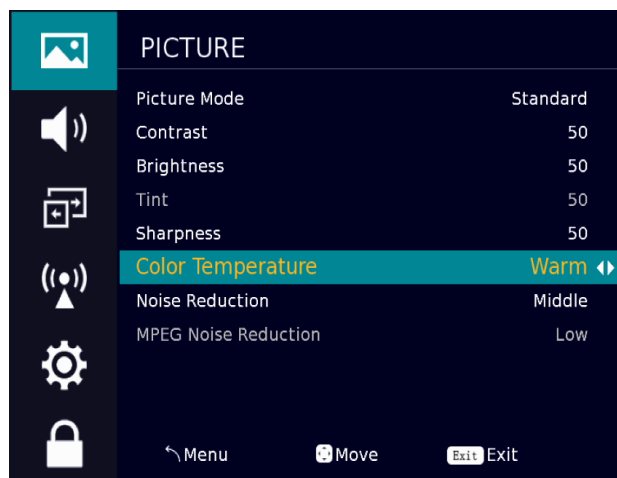 PICTURE
Picture Mode Standard
Contrast 50
Brightness 50
Tint 50
Sharpness 50
Color Temperature Warm
Noise Reduction Middle
MPEG Noise Reduction Low
Menu Move Exit Exit